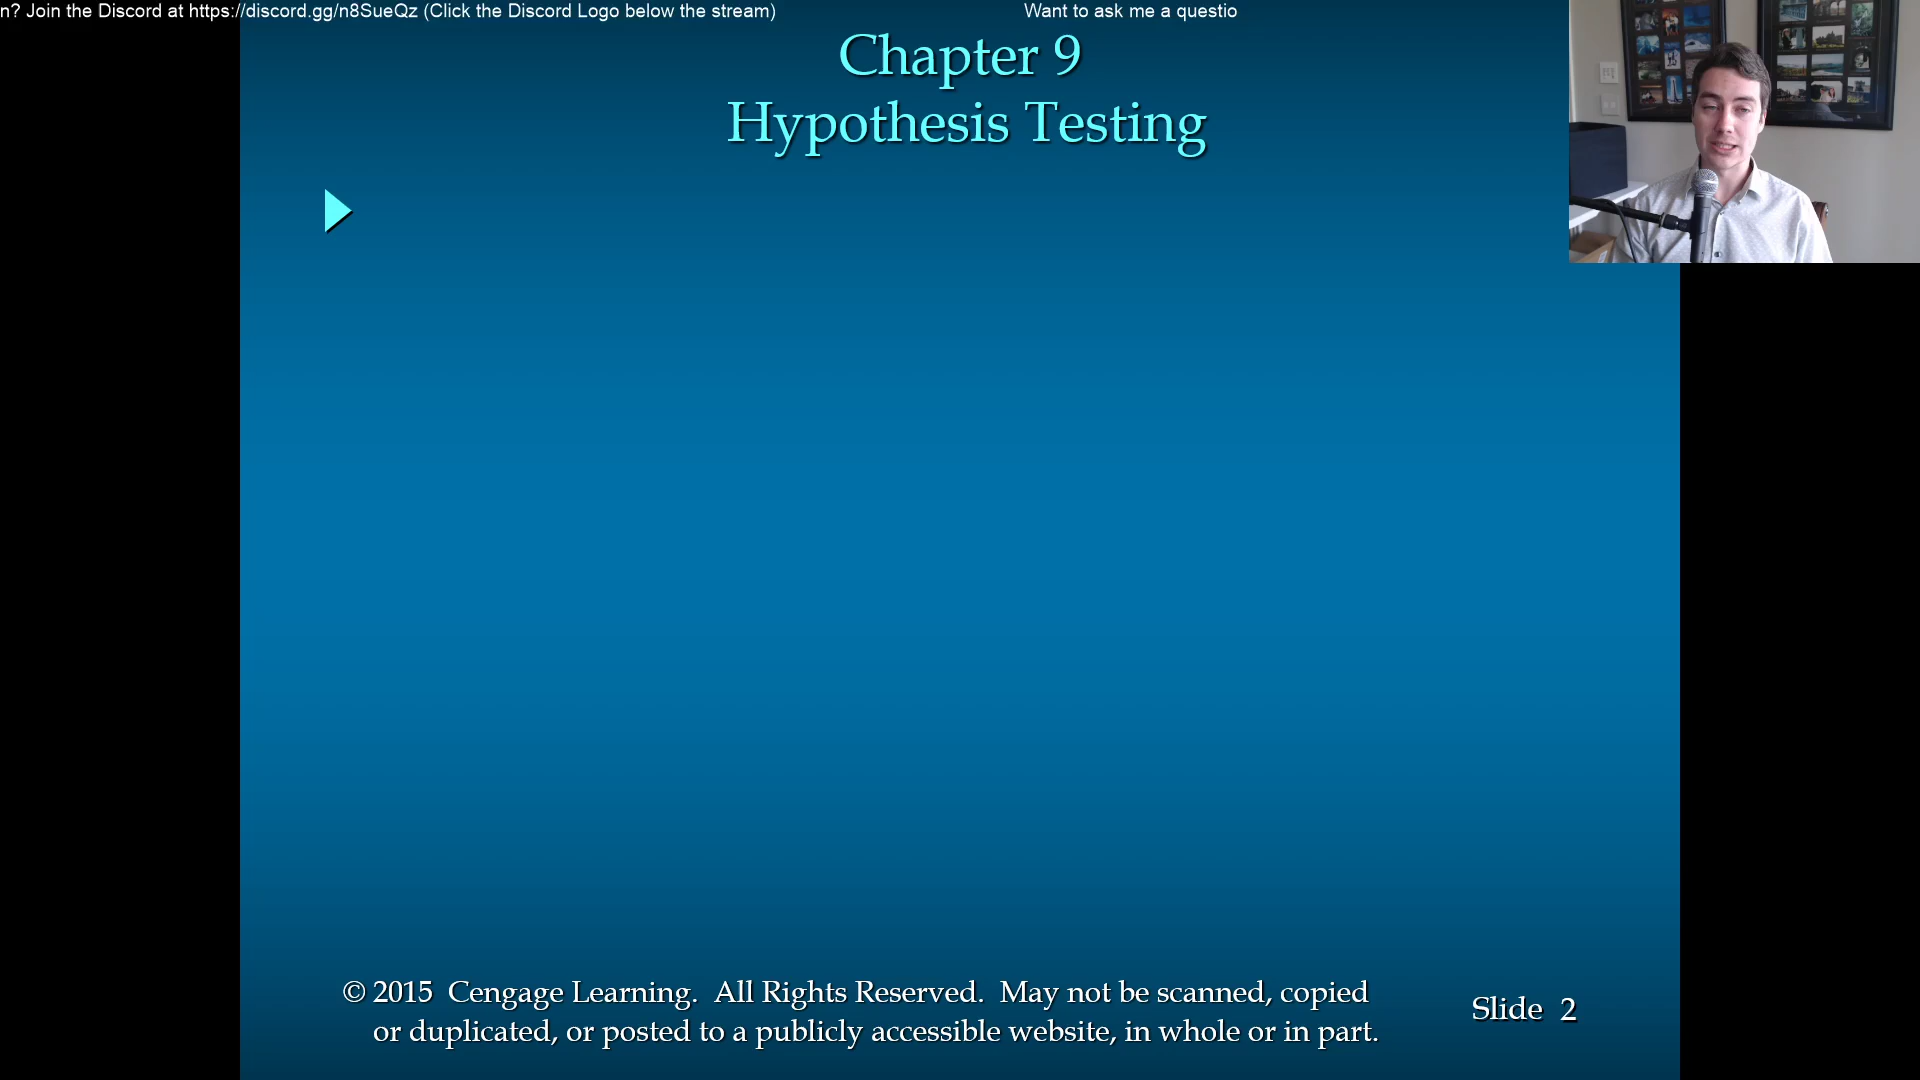 n? Join the Discord at https://discord.gg/n8SueQz (Click the Discord Logo below the stream) Want to ask me a questio
Chapter 9
Hypothesis Testing
© 2015 Cengage Learning. All Rights Reserved. May not be scanned, copied
or duplicated, or posted to a publicly accessible website, in whole or in part.
Slide 2